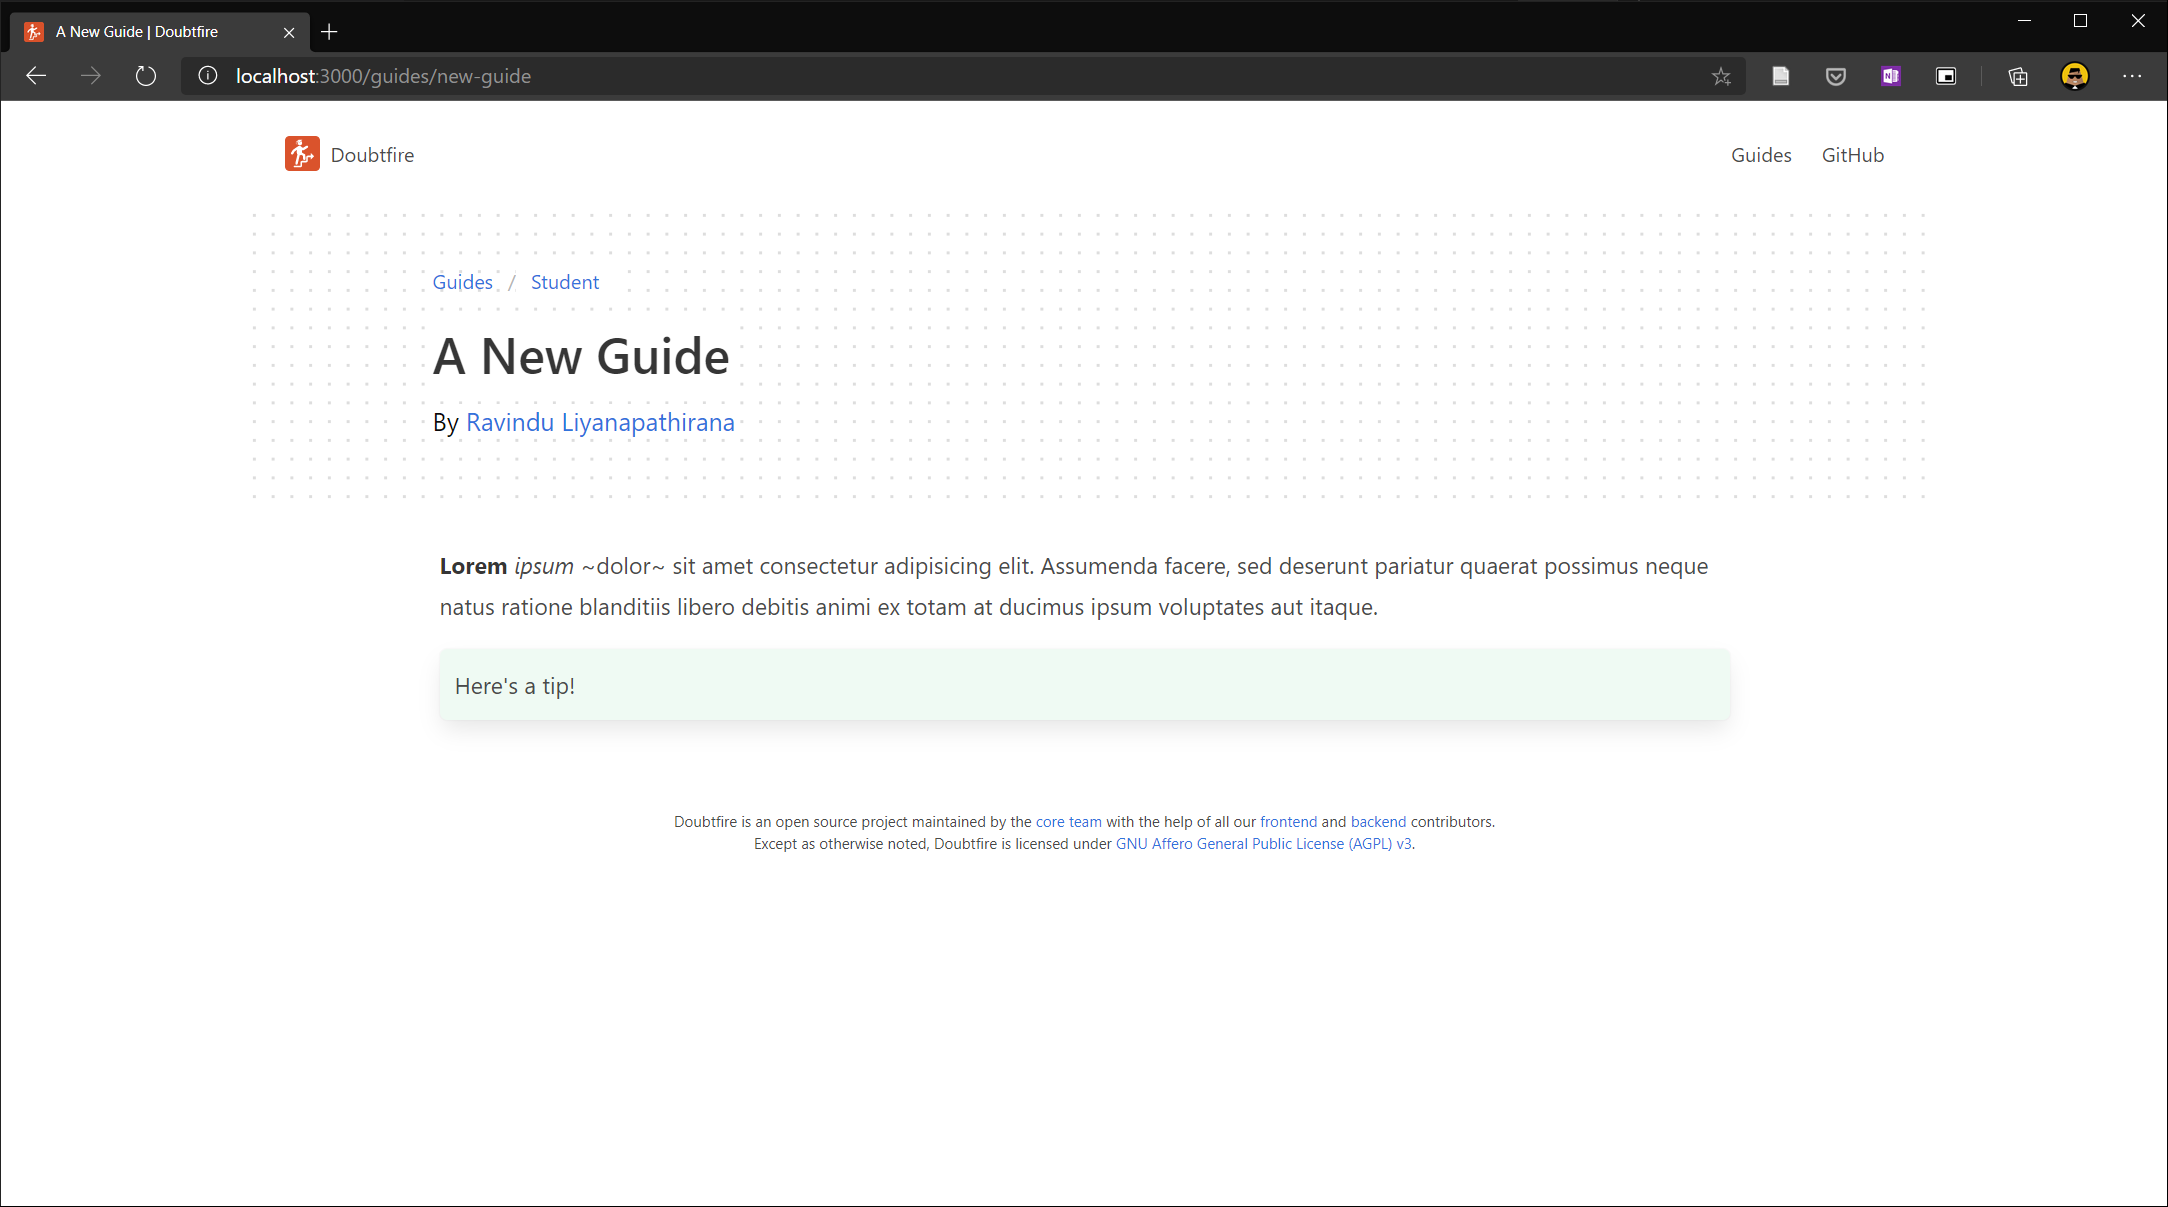 A New Guide | Doubtfire
localhost:3000/guides/new-guide
Doubtfire
Guides GitHub
Guides / Student
A New Guide
By Ravindu Liyanapathirana
Lorem ipsum ~dolor~ sit amet consectetur adipisicing elit. Assumenda facere, sed deserunt pariatur quaerat possimus neque
natus ratione blanditiis libero debitis animi ex totam at ducimus ipsum voluptates aut itaque.
Here's a tip!
Doubtfire is an open source project maintained by the core team with the help of all our frontend and backend contributors.
Except as otherwise noted, Doubtfire is licensed under GNU Affero General Public License (AGPL) v3.